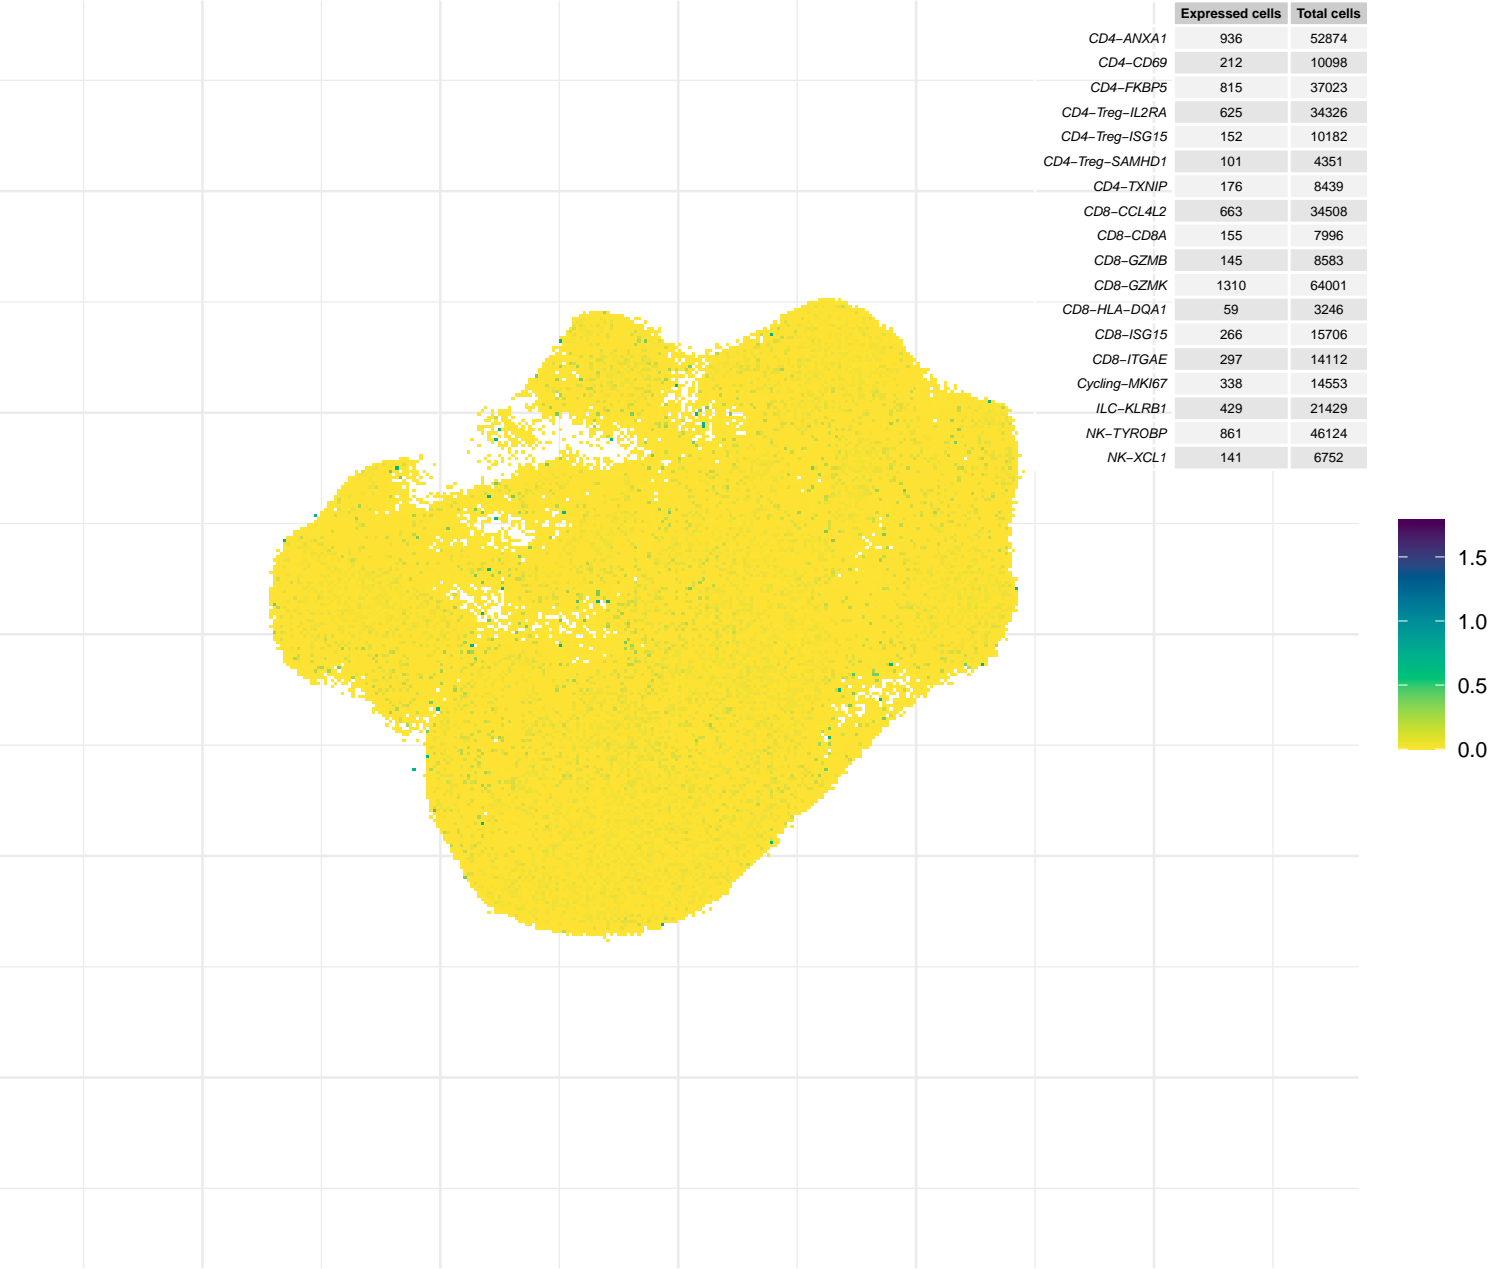 Expressed cells Total cells
CD4−ANXA1 936 52874
CD4−CD69 212 10098
CD4−FKBP5 815 37023
CD4−Treg−IL2RA 625 34326
CD4−Treg−ISG15 152 10182
CD4−Treg−SAMHD1 101 4351
CD4−TXNIP 176 8439
CD8−CCL4L2 663 34508
CD8−CD8A 155 7996
CD8−GZMB 145 8583
CD8−GZMK 1310 64001
CD8−HLA−DQA1 59 3246
CD8−ISG15 266 15706
CD8−ITGAE 297 14112
Cycling−MKI67 338 14553
ILC−KLRB1 429 21429
NK−TYROBP 861 46124
NK−XCL1 141 6752
1.5
1.0
0.5
0.0